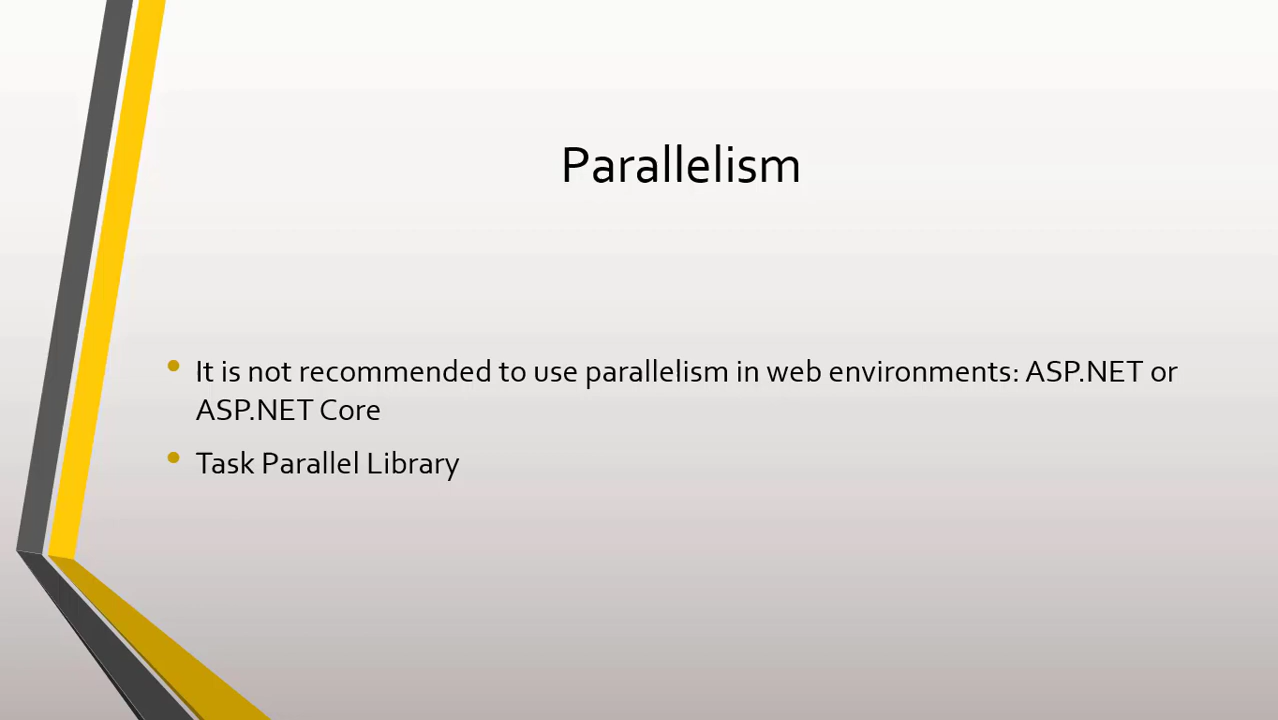 Parallelism
• It is not recommended to use parallelism in web environments: ASP.NET or
ASP.NET Core
• Task Parallel Library